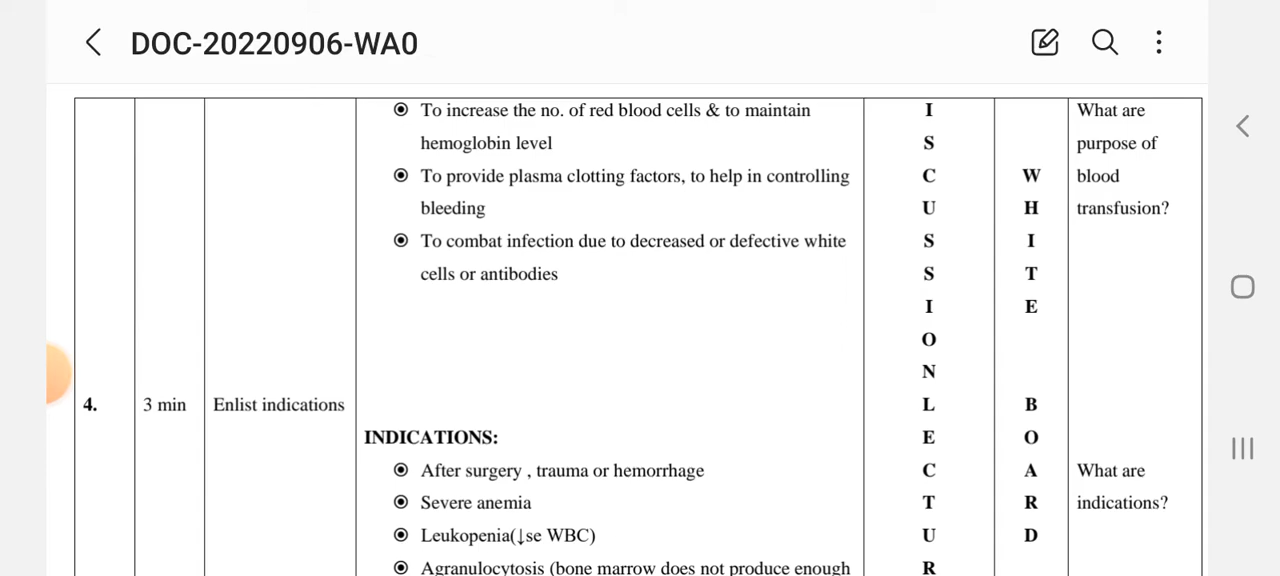 DOC-20220906-WA0
To increase the no. of red blood cells & to maintain
hemoglobin level
To provide plasma clotting factors, to help in controlling
bleeding
To combat infection due to decreased or defective white
cells or antibodies
I
S
C
U
S
S
I
O
N
L
E
C
T
U
R
W
H
I
T
E
B
O
A
R
D
What are
purpose of
blood
transfusion?
4.
3 min
Enlist indications
INDICATIONS:
After surgery , trauma or hemorrhage
Severe anemia
Leukopenia(↓se WBC)
Agranulocytosis (bone marrow does not produce enough
What are
indications?